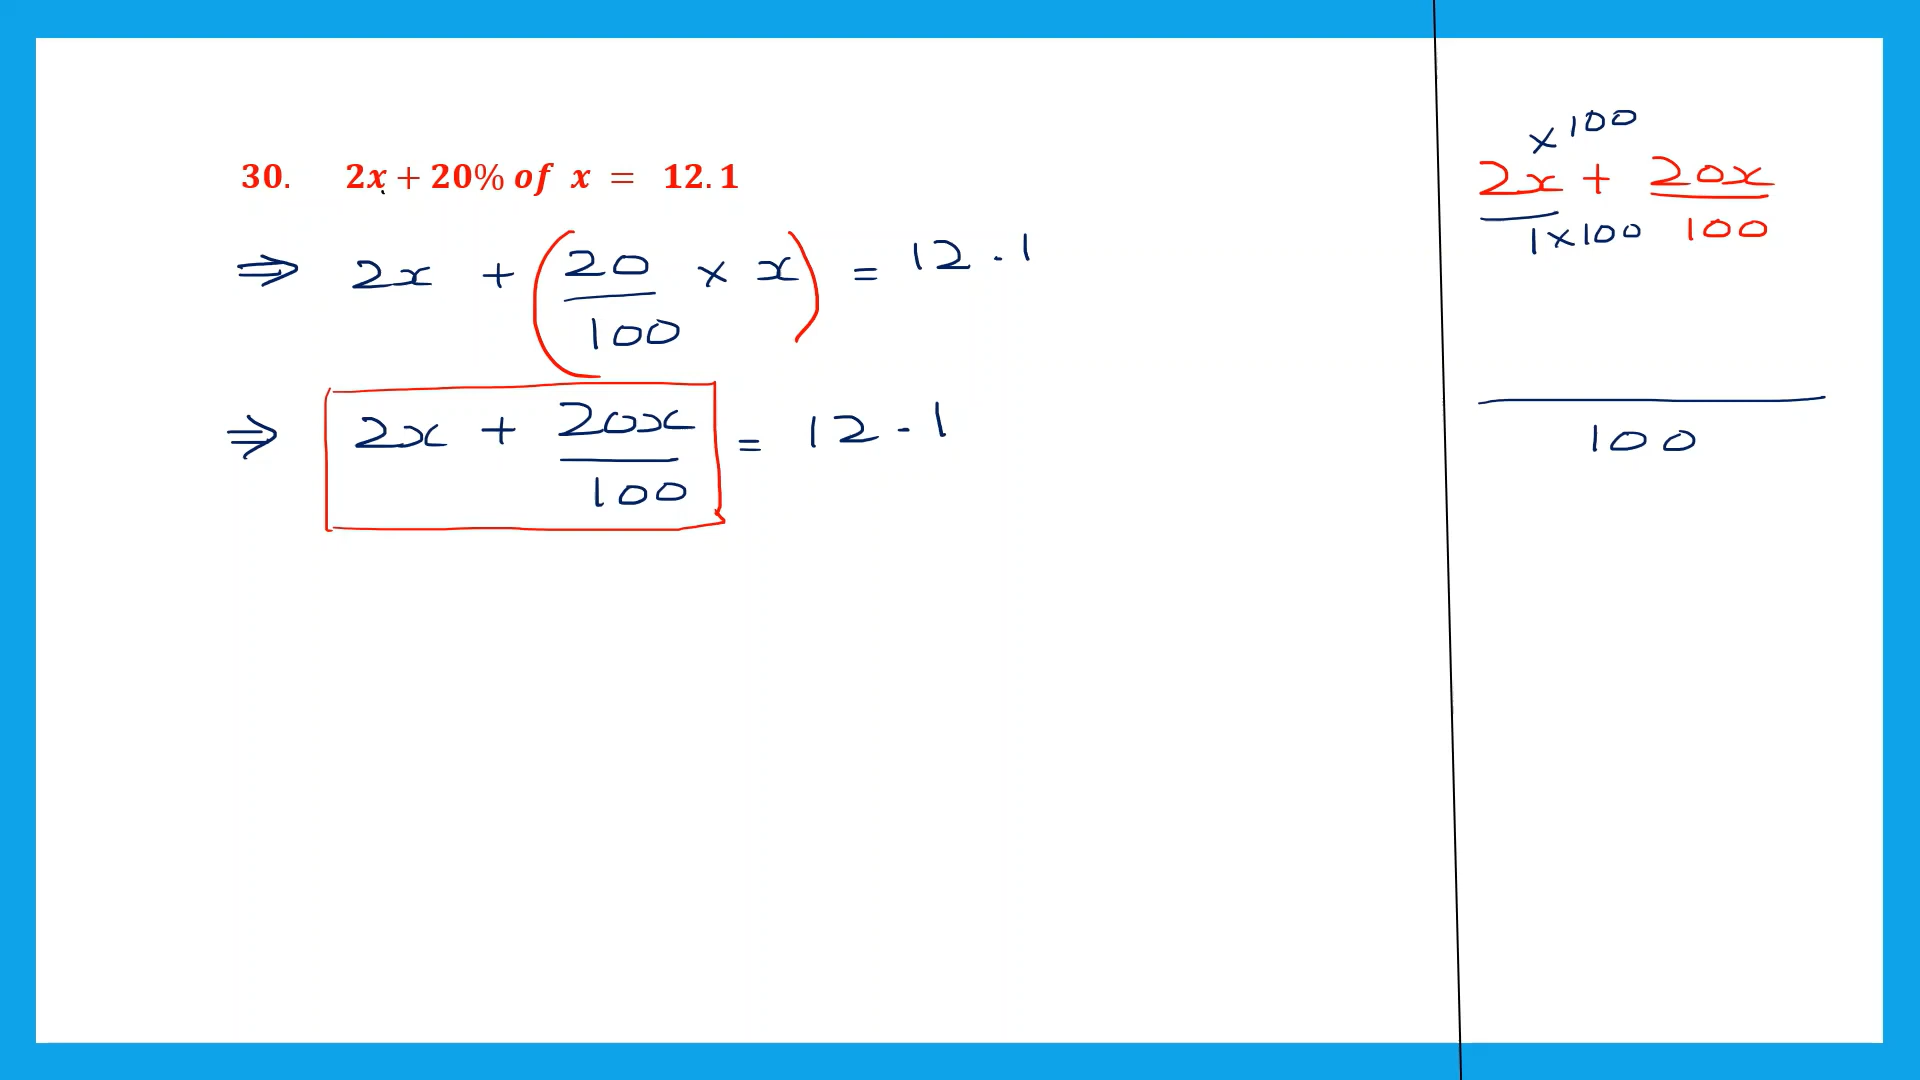 30. 2x + 20% of x = 12.1
⇒ 2x + (20/100 × x) = 12.1
⇒ 2x + 20x/100 = 12.1
×100
2x + 20x
1×100 100
100